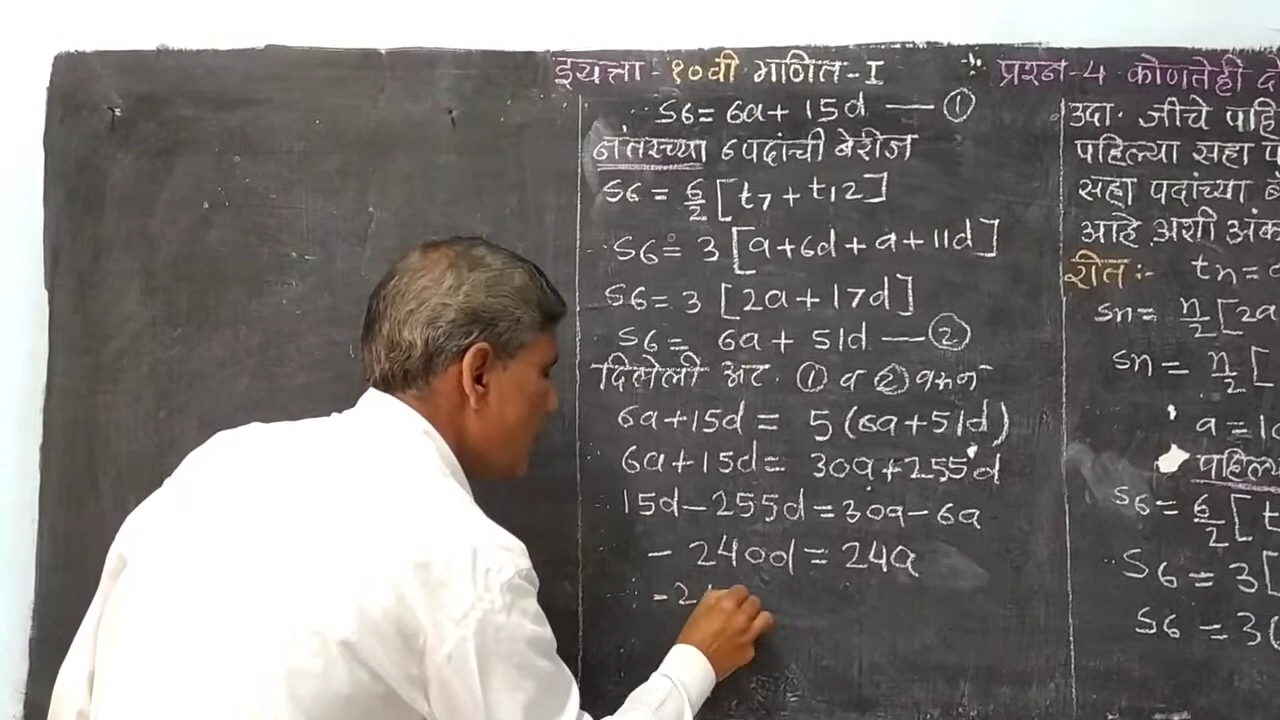 इयत्ता - १०वी गणित - I
∴ S6 = 6a + 15d — ①
नंतरच्या ६ पदांची बेरीज
S6 = 6/2 [t7 + t12]
∴ S6 = 3 [a + 6d + a + 11d]
S6 = 3 [2a + 17d]
∴ S6 = 6a + 51d — ②
दिलेली अट ① व ② वरून
6a + 15d = 5 (6a + 51d)
∴ 6a + 15d = 30a + 255d
∴ 15d - 255d = 30a - 6a
∴ - 240d = 24a
∴ - 2
प्रश्न-4 कोणतेही दो
उदा. जीचे पहि
पहिल्या सहा प
सहा पदांच्या बे
आहे अशी अंक
रीत:- tn =
Sn = n/2 [2a
Sn = n/2 [
a = 1
पहिल्य
S6 = 6/2 [t
∴ S6 = 3 [
S6 = 3 (